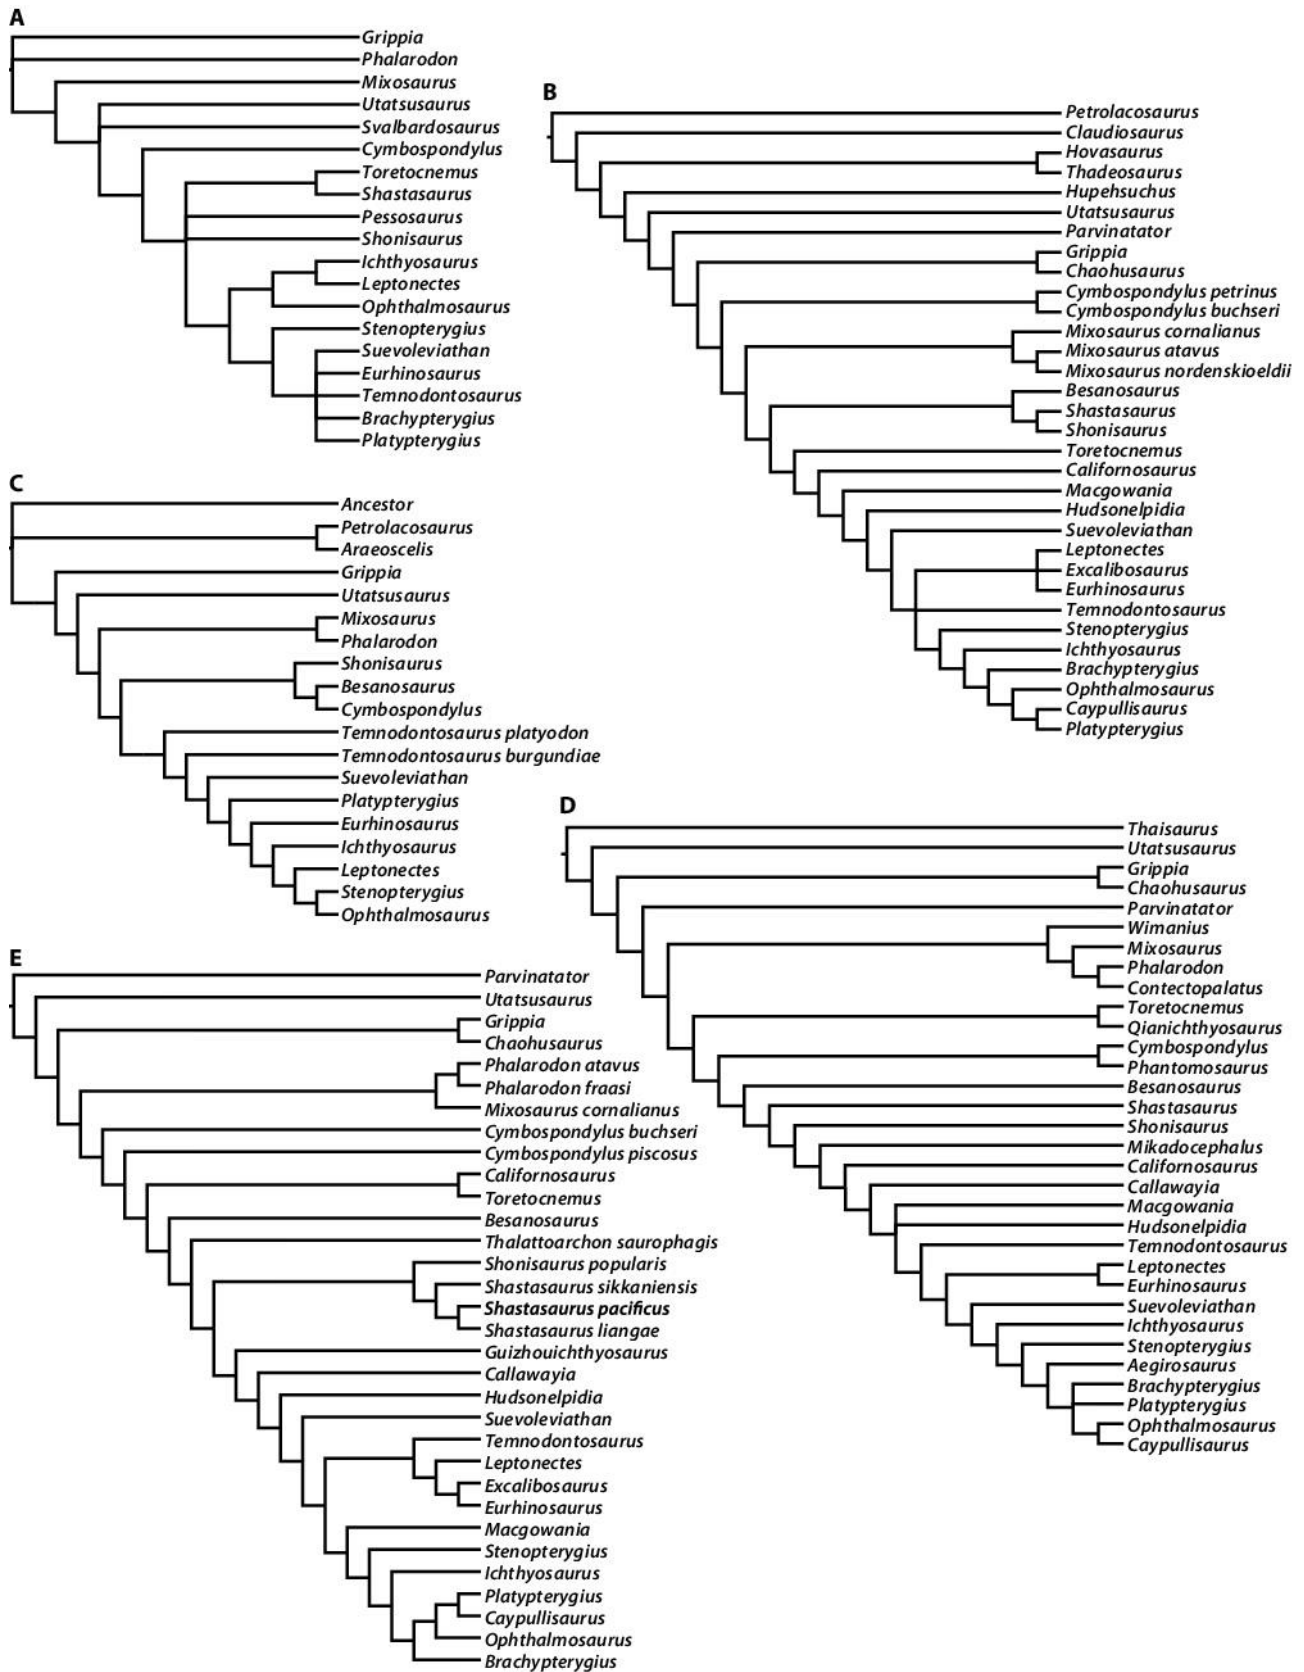 A
Grippia
Phalarodon
Mixosaurus
Utatsusaurus
Svalbardosaurus
Cymbospondylus
Toretocnemus
Shastasaurus
Pessosaurus
Shonisaurus
Ichthyosaurus
Leptonectes
Ophthalmosaurus
Stenopterygius
Suevoleviathan
Eurhinosaurus
Temnodontosaurus
Brachypterygius
Platypterygius
B
Petrolacosaurus
Claudiosaurus
Hovasaurus
Thadeosaurus
Hupehsuchus
Utatsusaurus
Parvinatator
Grippia
Chaohusaurus
Cymbospondylus petrinus
Cymbospondylus buchseri
Mixosaurus cornalianus
Mixosaurus atavus
Mixosaurus nordenskioeldii
Besanosaurus
Shastasaurus
Shonisaurus
Toretocnemus
Californosaurus
Macgowania
Hudsonelpidia
Suevoleviathan
Leptonectes
Excalibosaurus
Eurhinosaurus
Temnodontosaurus
Stenopterygius
Ichthyosaurus
Brachypterygius
Ophthalmosaurus
Caypullisaurus
Platypterygius
C
Ancestor
Petrolacosaurus
Araeoscelis
Grippia
Utatsusaurus
Mixosaurus
Phalarodon
Shonisaurus
Besanosaurus
Cymbospondylus
Temnodontosaurus platyodon
Temnodontosaurus burgundiae
Suevoleviathan
Platypterygius
Eurhinosaurus
Ichthyosaurus
Leptonectes
Stenopterygius
Ophthalmosaurus
D
Thaisaurus
Utatsusaurus
Grippia
Chaohusaurus
Parvinatator
Wimanius
Mixosaurus
Phalarodon
Contectopalatus
Toretocnemus
Qianichthyosaurus
Cymbospondylus
Phantomosaurus
Besanosaurus
Shastasaurus
Shonisaurus
Mikadocephalus
Californosaurus
Callawayia
Macgowania
Hudsonelpidia
Temnodontosaurus
Leptonectes
Eurhinosaurus
Suevoleviathan
Ichthyosaurus
Stenopterygius
Aegirosaurus
Brachypterygius
Platypterygius
Ophthalmosaurus
Caypullisaurus
E
Parvinatator
Utatsusaurus
Grippia
Chaohusaurus
Phalarodon atavus
Phalarodon fraasi
Mixosaurus cornalianus
Cymbospondylus buchseri
Cymbospondylus piscosus
Californosaurus
Toretocnemus
Besanosaurus
Thalattoarchon saurophagis
Shonisaurus popularis
Shastasaurus sikkaniensis
Shastasaurus pacificus
Shastasaurus liangae
Guizhouichthyosaurus
Callawayia
Hudsonelpidia
Suevoleviathan
Temnodontosaurus
Leptonectes
Excalibosaurus
Eurhinosaurus
Macgowania
Stenopterygius
Ichthyosaurus
Platypterygius
Caypullisaurus
Ophthalmosaurus
Brachypterygius